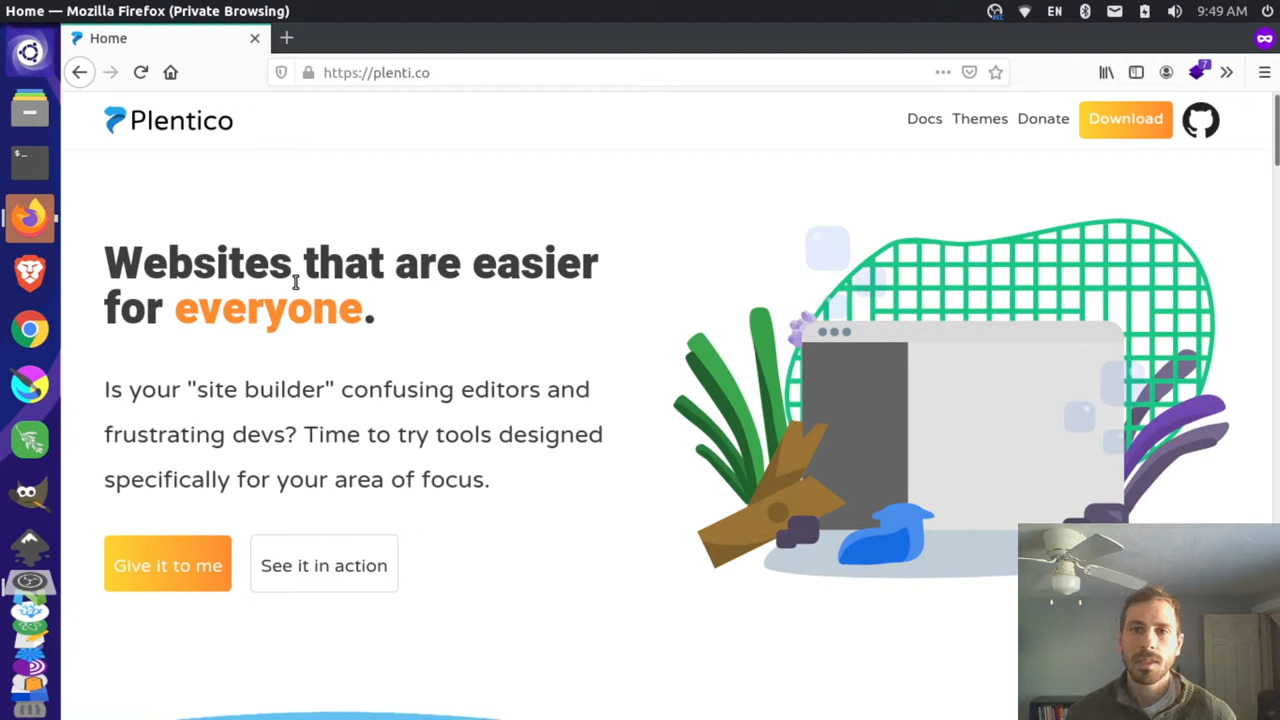 Home — Mozilla Firefox (Private Browsing)
EN
9:49 AM
Home
https://plenti.co
7
Plentico
Docs
Themes
Donate
Download
Websites that are easier
for everyone.
Is your "site builder" confusing editors and
frustrating devs? Time to try tools designed
specifically for your area of focus.
Give it to me
See it in action